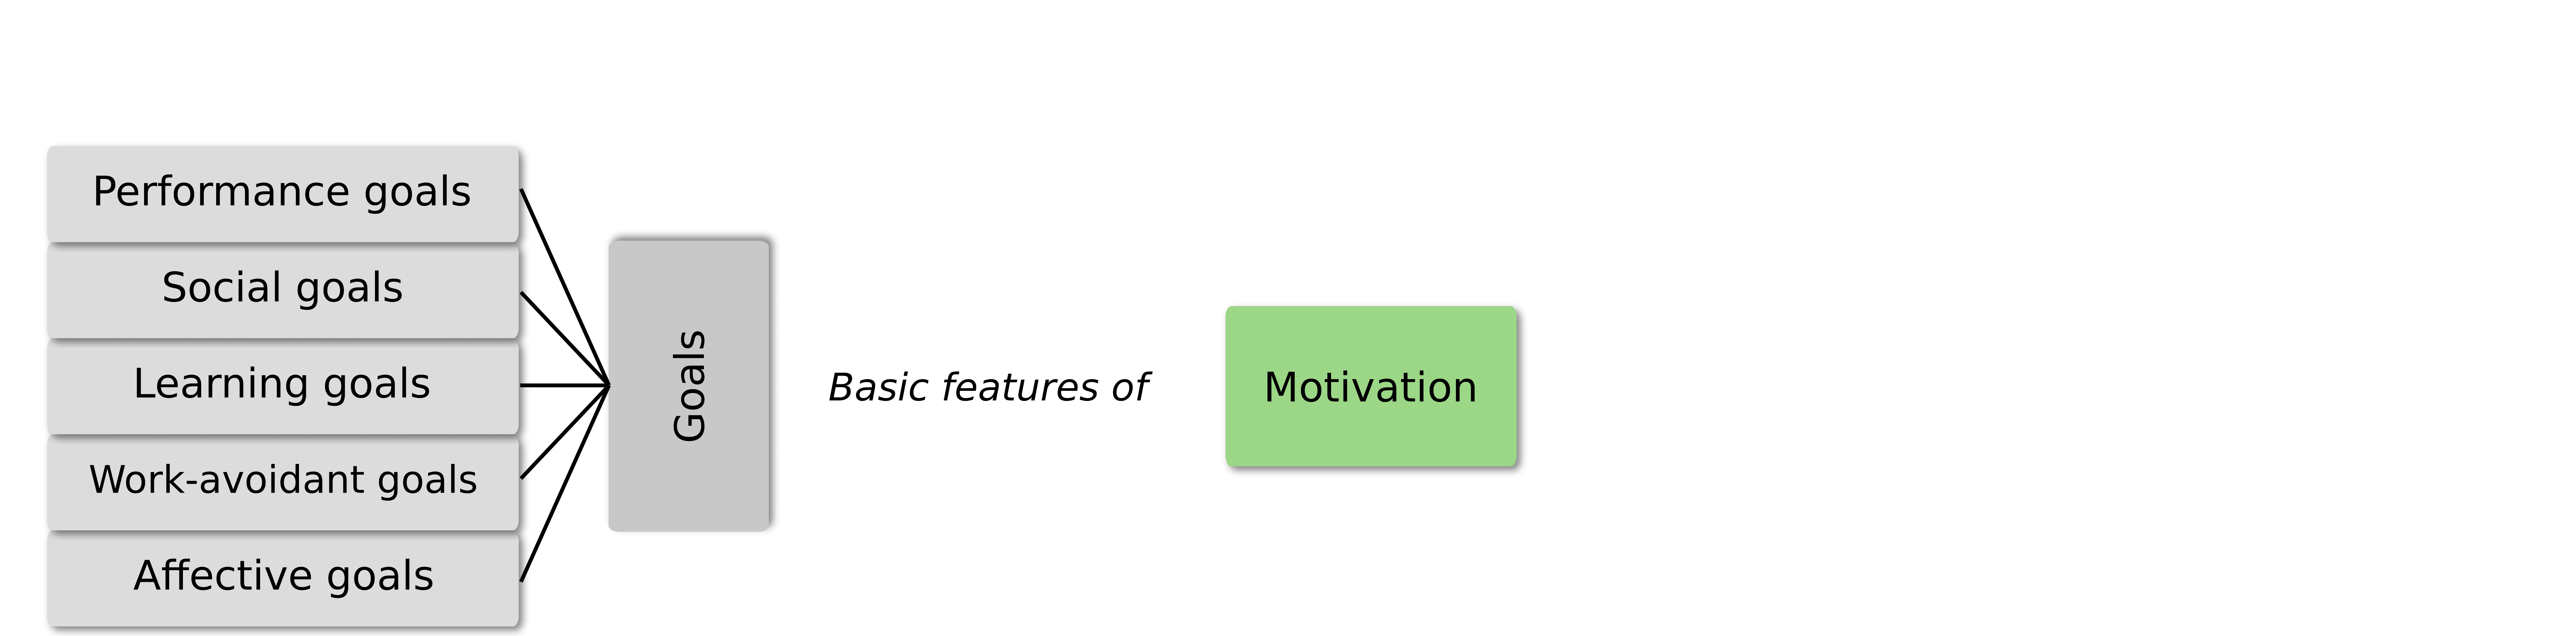 Performance goals
Social goals
Learning goals
Work-avoidant goals
Affective goals
Goals
Basic features of
Motivation